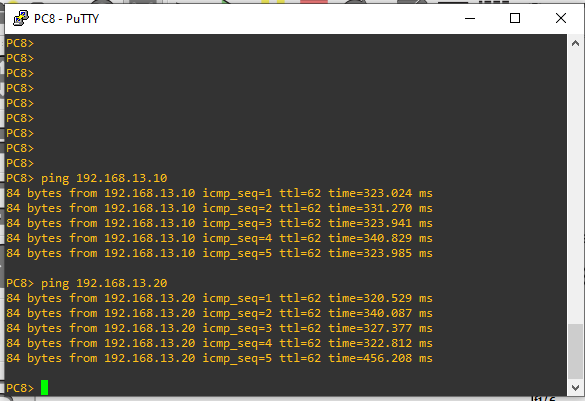 PC8 - PuTTY
PC8>
PC8>
PC8>
PC8>
PC8>
PC8>
PC8>
PC8>
PC8>
PC8> ping 192.168.13.10
84 bytes from 192.168.13.10 icmp_seq=1 ttl=62 time=323.024 ms
84 bytes from 192.168.13.10 icmp_seq=2 ttl=62 time=331.270 ms
84 bytes from 192.168.13.10 icmp_seq=3 ttl=62 time=323.941 ms
84 bytes from 192.168.13.10 icmp_seq=4 ttl=62 time=340.829 ms
84 bytes from 192.168.13.10 icmp_seq=5 ttl=62 time=323.985 ms
PC8> ping 192.168.13.20
84 bytes from 192.168.13.20 icmp_seq=1 ttl=62 time=320.529 ms
84 bytes from 192.168.13.20 icmp_seq=2 ttl=62 time=340.087 ms
84 bytes from 192.168.13.20 icmp_seq=3 ttl=62 time=327.377 ms
84 bytes from 192.168.13.20 icmp_seq=4 ttl=62 time=322.812 ms
84 bytes from 192.168.13.20 icmp_seq=5 ttl=62 time=456.208 ms
PC8>